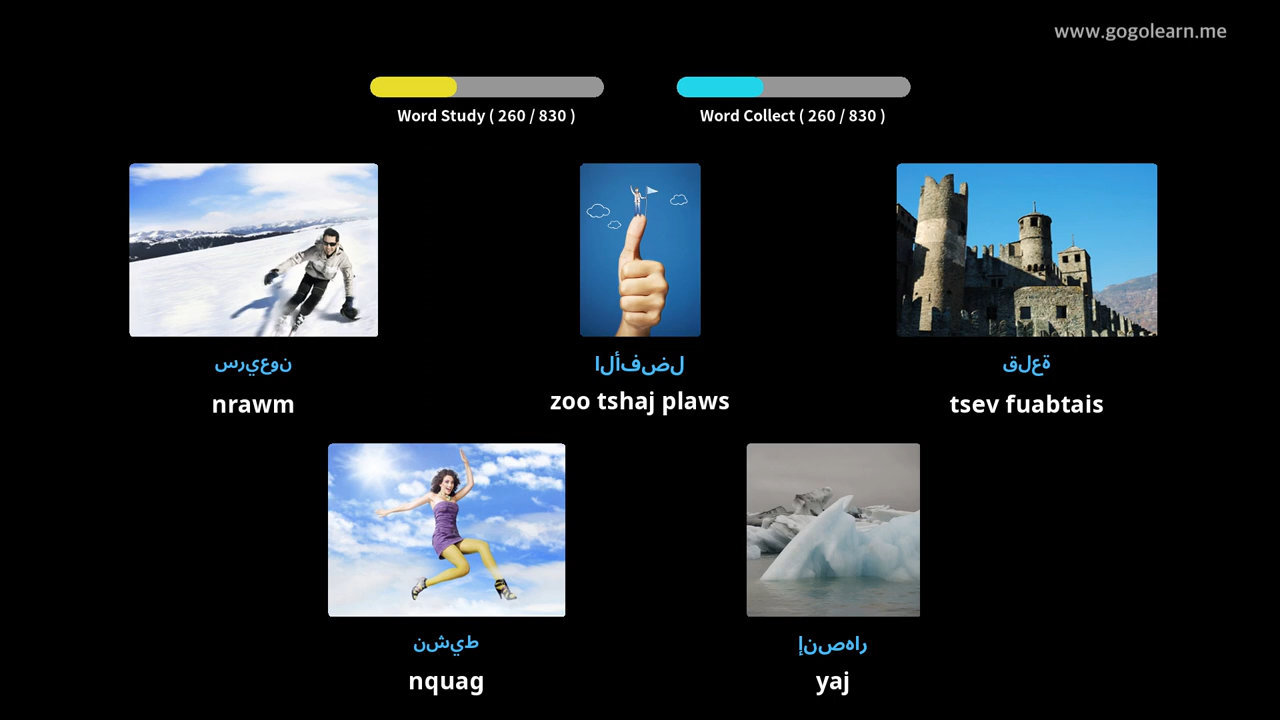 www.gogolearn.me
Word Study ( 260 / 830 )
Word Collect ( 260 / 830 )
سريعون
nrawm
الأفضل
zoo tshaj plaws
قلعة
tsev fuabtais
نشيط
nquag
إنصهار
yaj